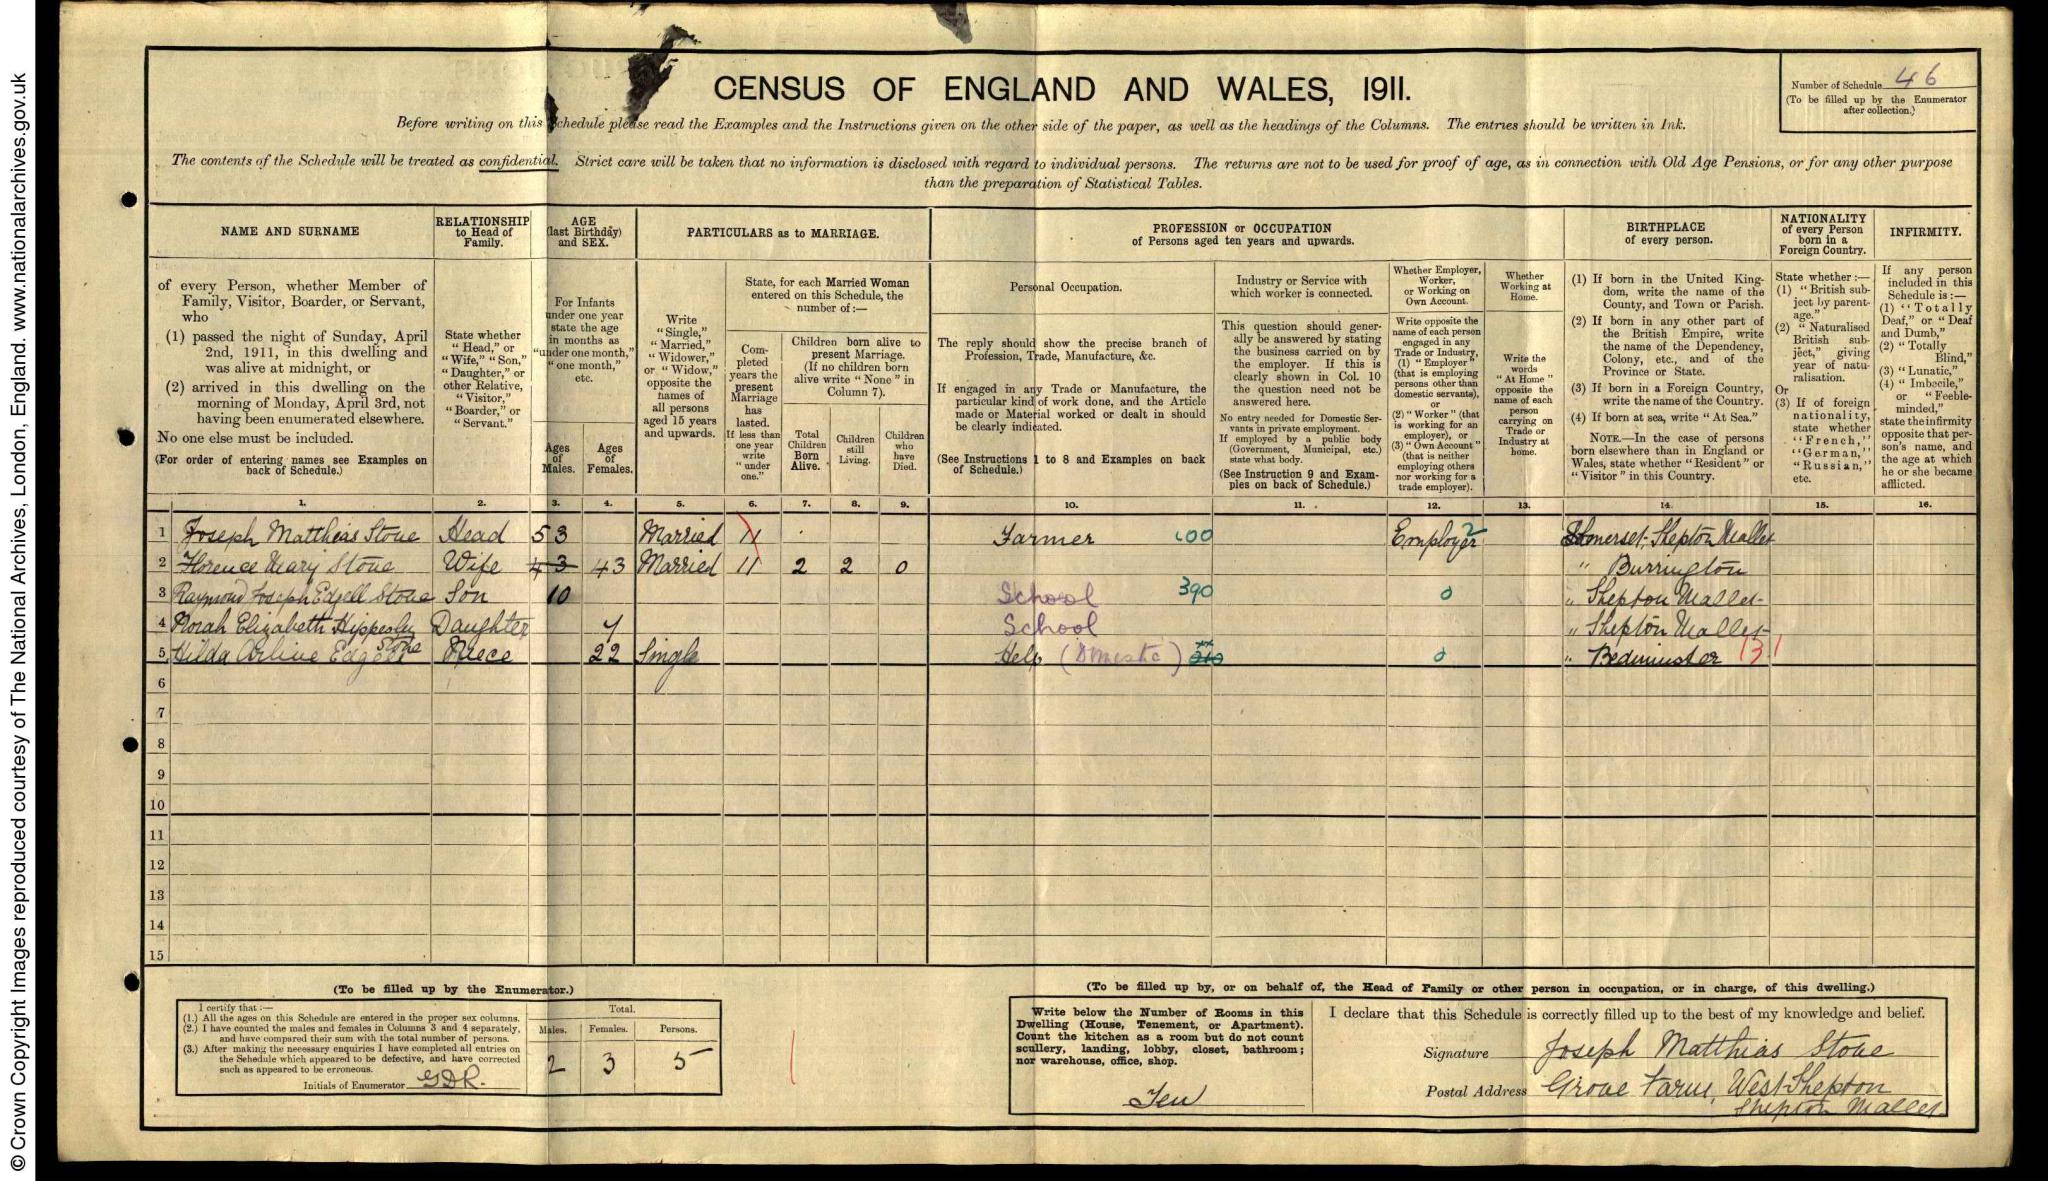 © Crown Copyright Images reproduced courtesy of The National Archives, London, England. www.nationalarchives.gov.uk
CENSUS OF ENGLAND AND WALES, 1911.
Number of Schedule 46
(To be filled up by the Enumerator
after collection.)
Before writing on this Schedule please read the Examples and the Instructions given on the other side of the paper, as well as the headings of the Columns. The entries should be written in Ink.
The contents of the Schedule will be treated as confidential. Strict care will be taken that no information is disclosed with regard to individual persons. The returns are not to be used for proof of age, as in connection with Old Age Pensions, or for any other purpose
than the preparation of Statistical Tables.
NAME AND SURNAME
of every Person, whether Member of
Family, Visitor, Boarder, or Servant,
who
(1) passed the night of Sunday, April
2nd, 1911, in this dwelling and
was alive at midnight, or
(2) arrived in this dwelling on the
morning of Monday, April 3rd, not
having been enumerated elsewhere.
No one else must be included.
(For order of entering names see Examples on
back of Schedule.)
RELATIONSHIP
to Head of
Family.
State whether
"Head," or
"Wife," "Son,"
"Daughter," or
other Relative,
"Visitor,"
"Boarder," or
"Servant."
AGE
(last Birthday)
and SEX.
For Infants
under one year
state the age
in months as
"under one month,"
"one month,"
etc.
Ages
of
Males.
Ages
of
Females.
PARTICULARS as to MARRIAGE.
Write
"Single,"
"Married,"
"Widower,"
or "Widow,"
opposite the
names of
all persons
aged 15 years
and upwards.
State, for each Married Woman
entered on this Schedule, the
number of:—
Com-
pleted
years the
present
Marriage
has
lasted.
If less than
one year
write
"under
one."
Children born alive to
present Marriage.
(If no children born
alive write "None" in
Column 7).
Total
Children
Born
Alive.
Children
still
Living.
Children
who
have
Died.
PROFESSION or OCCUPATION
of Persons aged ten years and upwards.
Personal Occupation.
The reply should show the precise branch of
Profession, Trade, Manufacture, &c.
If engaged in any Trade or Manufacture, the
particular kind of work done, and the Article
made or Material worked or dealt in should
be clearly indicated.
(See Instructions 1 to 8 and Examples on back
of Schedule.)
Industry or Service with
which worker is connected.
This question should gener-
ally be answered by stating
the business carried on by
the employer. If this is
clearly shown in Col. 10
the question need not be
answered here.
No entry needed for Domestic Ser-
vants in private employment.
If employed by a public body
(Government, Municipal, etc.)
state what body.
(See Instruction 9 and Exam-
ples on back of Schedule.)
Whether Employer,
Worker,
or Working on
Own Account.
Write opposite the
name of each person
engaged in any
Trade or Industry,
(1) "Employer"
(that is employing
persons other than
domestic servants),
or
(2) "Worker" (that
is working for an
employer), or
(3) "Own Account"
(that is neither
employing others
nor working for a
trade employer).
Whether
Working at
Home.
Write the
words
"At Home"
opposite the
name of each
person
carrying on
Trade or
Industry at
home.
BIRTHPLACE
of every person.
(1) If born in the United King-
dom, write the name of the
County, and Town or Parish.
(2) If born in any other part of
the British Empire, write
the name of the Dependency,
Colony, etc., and of the
Province or State.
(3) If born in a Foreign Country,
write the name of the Country.
(4) If born at sea, write "At Sea."
NOTE.—In the case of persons
born elsewhere than in England or
Wales, state whether "Resident" or
"Visitor" in this Country.
NATIONALITY
of every Person
born in a
Foreign Country.
State whether:—
(1) "British sub-
ject by parent-
age."
(2) "Naturalised
British sub-
ject," giving
year of natu-
ralisation.
Or
(3) If of foreign
nationality,
state whether
"French,"
"German,"
"Russian,"
etc.
INFIRMITY.
If any person
included in this
Schedule is:—
(1) "Totally
Deaf," or "Deaf
and Dumb,"
(2) "Totally
Blind,"
(3) "Lunatic,"
(4) "Imbecile,"
or "Feeble-
minded,"
state the infirmity
opposite that per-
son's name, and
the age at which
he or she became
afflicted.
1. 2. 3. 4. 5. 6. 7. 8. 9. 10. 11. 12. 13. 14. 15. 16.
1 Joseph Matthias Stone Head 53 Married 11 Farmer 100 Employer 2 Somerset, Shepton Mallet
2 Florence Mary Stone Wife 43 43 Married 11 2 2 0 " Burrington
3 Raymond Joseph Edgell Stone Son 10 School 390 0 " Shepton Mallet
4 Norah Elizabeth Hippesley Stone Daughter 7 School " Shepton Mallet
5 Hilda Edgell Niece 22 Single Help (Domestic) 0 " Bedminster 131
6
7
8
9
10
11
12
13
14
15
(To be filled up by the Enumerator.)
I certify that:—
(1.) All the ages on this Schedule are entered in the proper sex columns.
(2.) I have counted the males and females in Columns 3 and 4 separately,
and have compared their sum with the total number of persons.
(3.) After making the necessary enquiries I have completed all entries on
the Schedule which appeared to be defective, and have corrected
such as appeared to be erroneous.
Initials of Enumerator GDR.
Total.
Males. Females. Persons.
2 3 5
(To be filled up by, or on behalf of, the Head of Family or other person in occupation, or in charge, of this dwelling.)
Write below the Number of Rooms in this
Dwelling (House, Tenement, or Apartment).
Count the kitchen as a room but do not count
scullery, landing, lobby, closet, bathroom;
nor warehouse, office, shop.
Ten
I declare that this Schedule is correctly filled up to the best of my knowledge and belief.
Signature Joseph Matthias Stone
Postal Address Grove Farm, West Shepton
Shepton Mallet